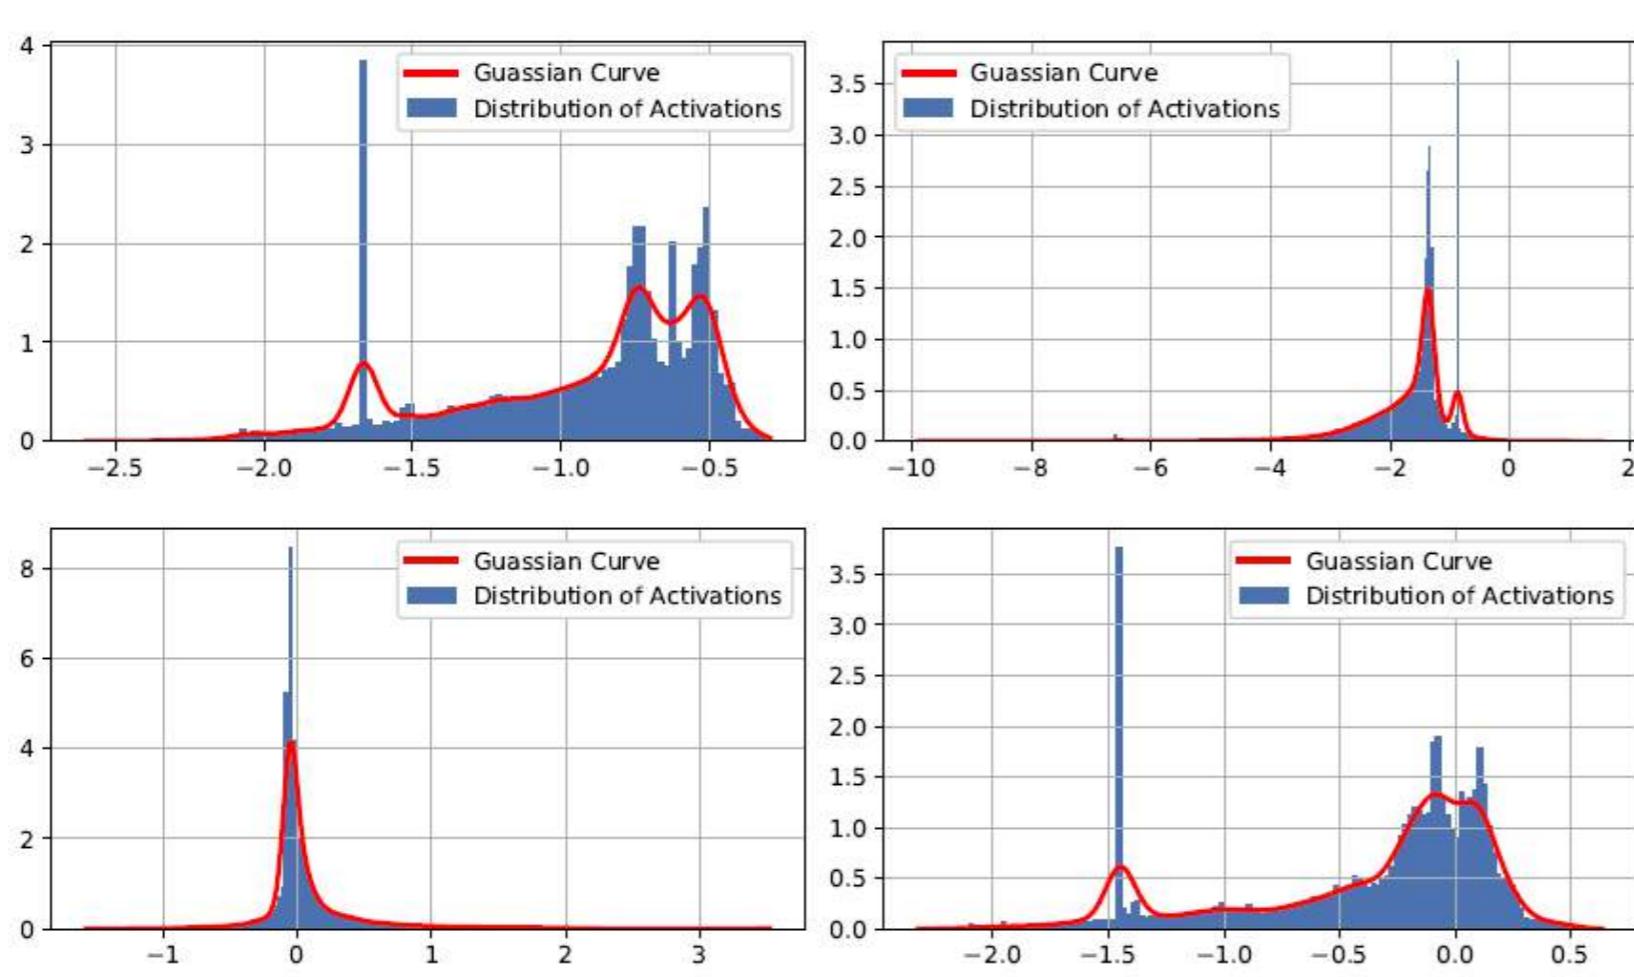 4
3
2
1
0
Guassian Curve
Distribution of Activations
−2.5 −2.0 −1.5 −1.0 −0.5
3.5
3.0
2.5
2.0
1.5
1.0
0.5
0.0
Guassian Curve
Distribution of Activations
−10 −8 −6 −4 −2 0 2
8
6
4
2
0
Guassian Curve
Distribution of Activations
−1 0 1 2 3
3.5
3.0
2.5
2.0
1.5
1.0
0.5
0.0
Guassian Curve
Distribution of Activations
−2.0 −1.5 −1.0 −0.5 0.0 0.5